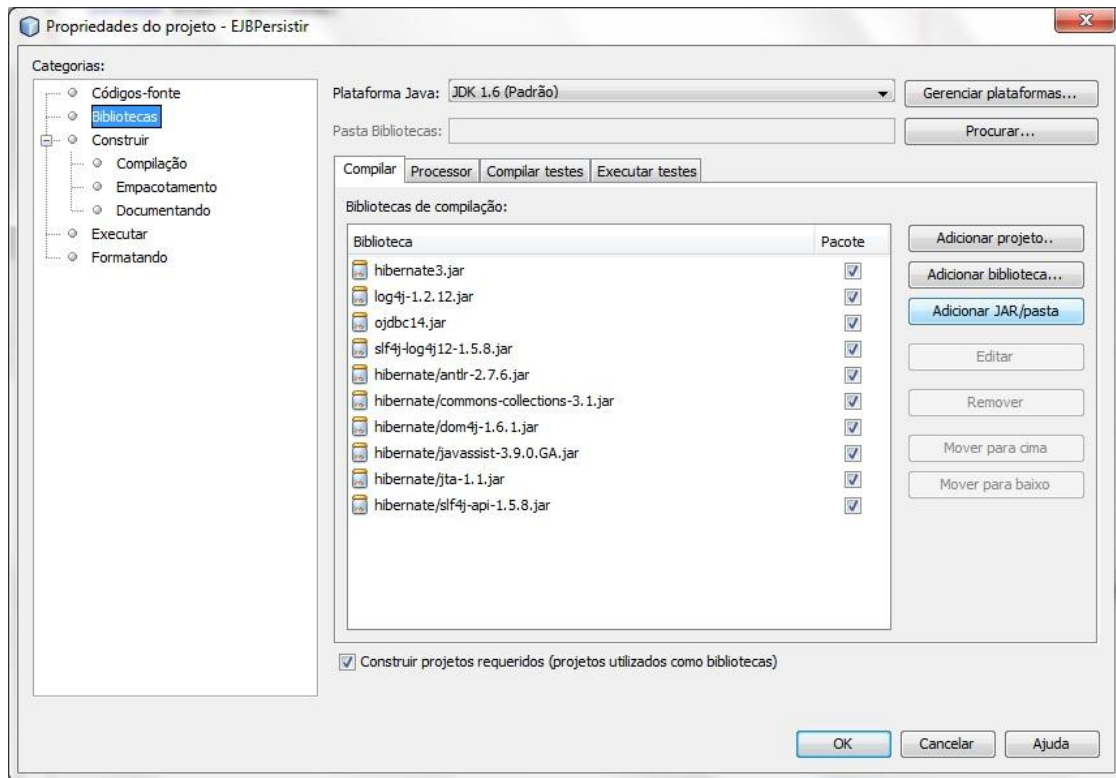 Propriedades do projeto - EJBPersistir
Categorias:
Códigos-fonte
Bibliotecas
Construir
Compilação
Empacotamento
Documentando
Executar
Formatando
Plataforma Java: JDK 1.6 (Padrão) Gerenciar plataformas...
Pasta Bibliotecas: Procurar...
Compilar Processor Compilar testes Executar testes
Bibliotecas de compilação:
Biblioteca Pacote
hibernate3.jar
log4j-1.2.12.jar
ojdbc14.jar
slf4j-log4j12-1.5.8.jar
hibernate/antlr-2.7.6.jar
hibernate/commons-collections-3.1.jar
hibernate/dom4j-1.6.1.jar
hibernate/javassist-3.9.0.GA.jar
hibernate/jta-1.1.jar
hibernate/slf4j-api-1.5.8.jar
Adicionar projeto..
Adicionar biblioteca...
Adicionar JAR/pasta
Editar
Remover
Mover para cima
Mover para baixo
Construir projetos requeridos (projetos utilizados como bibliotecas)
OK Cancelar Ajuda